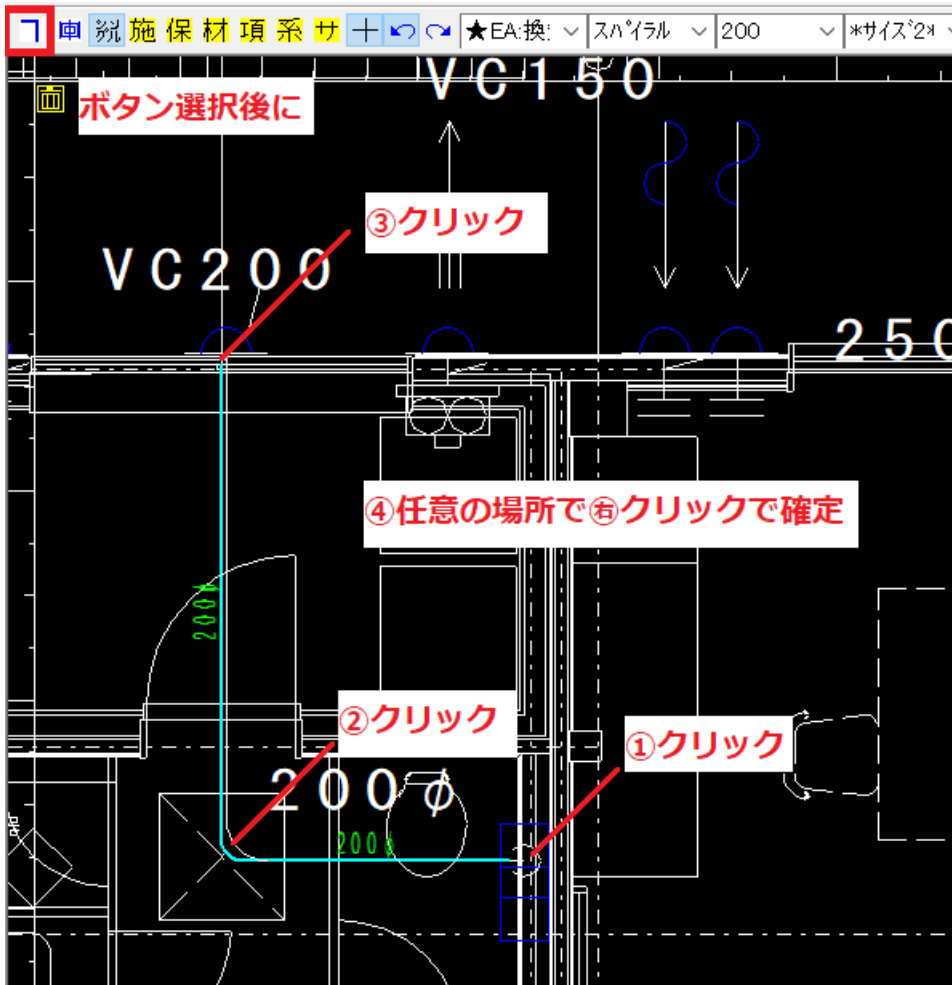 施 保 材 項 系 サ ★EA:換: スパイラル 200 *サイズ2*
VC150
ボタン選択後に
③クリック
VC200
250
④任意の場所で㊨クリックで確定
200φ
②クリック
①クリック
200φ
200φ